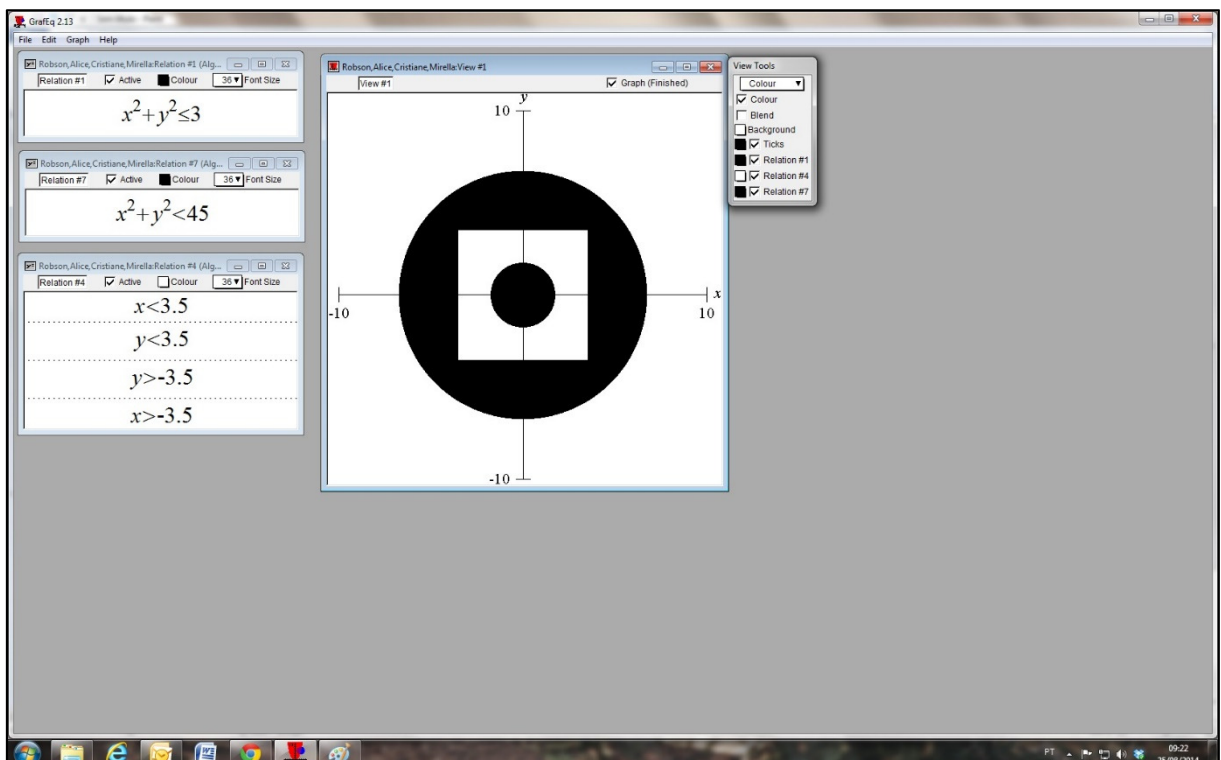 GrafEq 2.13
File Edit Graph Help
Robson,Alice,Cristiane,Mirella:Relation #1 (Alg...
Relation #1 Active Colour 36 Font Size
x²+y²≤3
Robson,Alice,Cristiane,Mirella:Relation #7 (Alg...
Relation #7 Active Colour 36 Font Size
x²+y²<45
Robson,Alice,Cristiane,Mirella:Relation #4 (Alg...
Relation #4 Active Colour 36 Font Size
x<3.5
y<3.5
y>-3.5
x>-3.5
Robson,Alice,Cristiane,Mirella:View #1
View #1 Graph (Finished)
y
10
x
-10 10
-10
View Tools
Colour
Colour
Blend
Background
Ticks
Relation #1
Relation #4
Relation #7
PT 09:22
25/08/2014